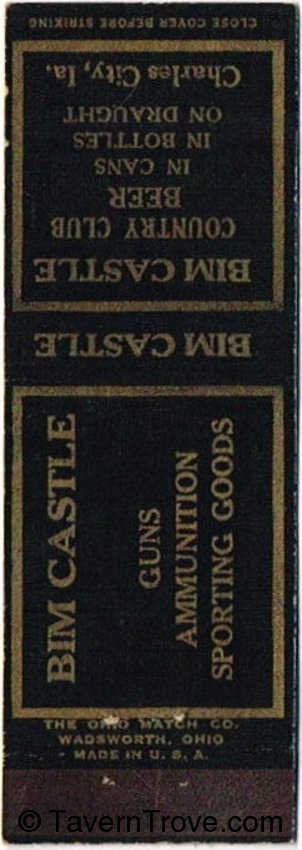 CLOSE COVER BEFORE STRIKING
BIM CASTLE
COUNTRY CLUB
BEER
IN CANS
IN BOTTLES
ON DRAUGHT
Charles City, Ia.
BIM CASTLE
BIM CASTLE
GUNS
AMMUNITION
SPORTING GOODS
THE OHIO MATCH CO.
WADSWORTH, OHIO
MADE IN U. S. A.
© TavernTrove.com